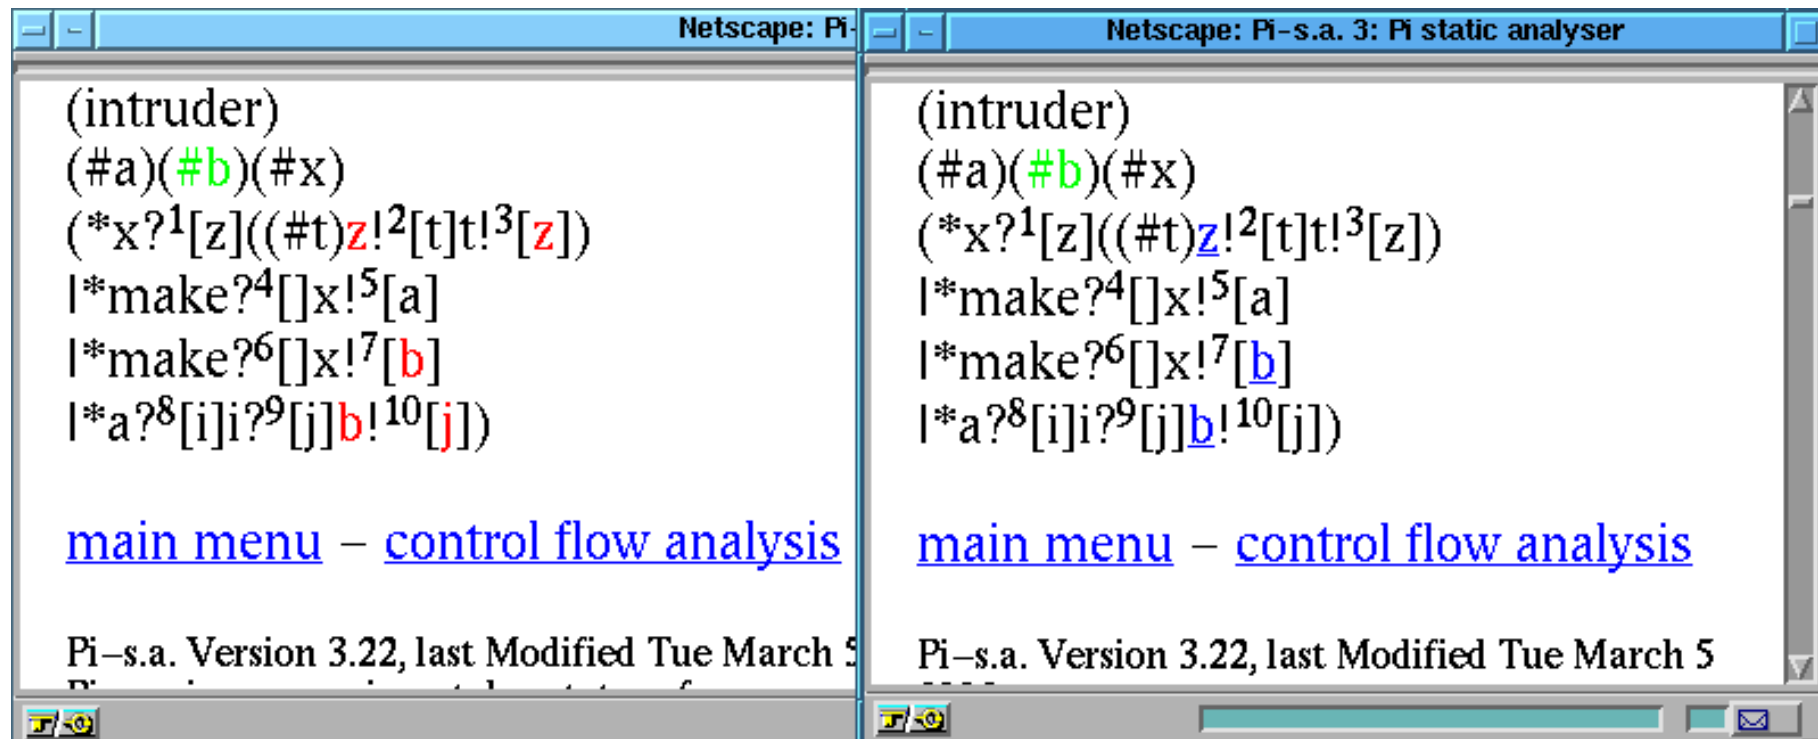 Netscape: Pi-
(intruder)
(#a)(#b)(#x)
(*x?¹[z]((#t)z!²[t]t!³[z])
|*make?⁴[]x!⁵[a]
|*make?⁶[]x!⁷[b]
|*a?⁸[i]i?⁹[j]b!¹⁰[j])
main menu – control flow analysis
Pi–s.a. Version 3.22, last Modified Tue March 5
Netscape: Pi–s.a. 3: Pi static analyser
(intruder)
(#a)(#b)(#x)
(*x?¹[z]((#t)z!²[t]t!³[z])
|*make?⁴[]x!⁵[a]
|*make?⁶[]x!⁷[b]
|*a?⁸[i]i?⁹[j]b!¹⁰[j])
main menu – control flow analysis
Pi–s.a. Version 3.22, last Modified Tue March 5